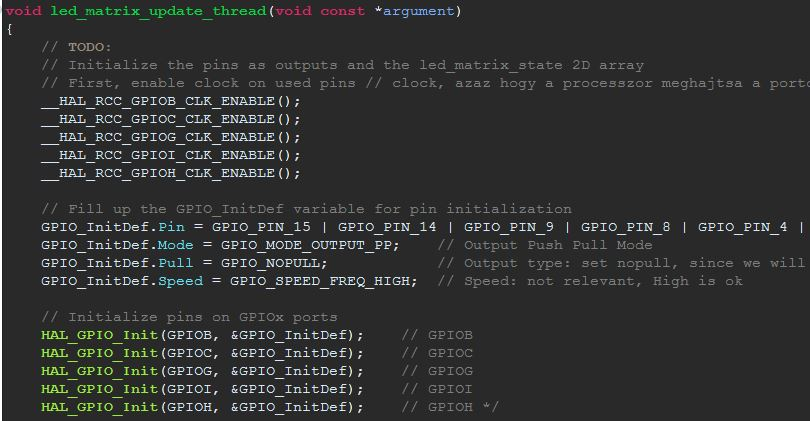 void led_matrix_update_thread(void const *argument)
{
// TODO:
// Initialize the pins as outputs and the led_matrix_state 2D array
// First, enable clock on used pins // clock, azaz hogy a processzor meghajtsa a porto
__HAL_RCC_GPIOB_CLK_ENABLE();
__HAL_RCC_GPIOC_CLK_ENABLE();
__HAL_RCC_GPIOG_CLK_ENABLE();
__HAL_RCC_GPIOI_CLK_ENABLE();
__HAL_RCC_GPIOH_CLK_ENABLE();
// Fill up the GPIO_InitDef variable for pin initialization
GPIO_InitDef.Pin = GPIO_PIN_15 | GPIO_PIN_14 | GPIO_PIN_9 | GPIO_PIN_8 | GPIO_PIN_4 |
GPIO_InitDef.Mode = GPIO_MODE_OUTPUT_PP; // Output Push Pull Mode
GPIO_InitDef.Pull = GPIO_NOPULL; // Output type: set nopull, since we will
GPIO_InitDef.Speed = GPIO_SPEED_FREQ_HIGH; // Speed: not relevant, High is ok
// Initialize pins on GPIOx ports
HAL_GPIO_Init(GPIOB, &GPIO_InitDef); // GPIOB
HAL_GPIO_Init(GPIOC, &GPIO_InitDef); // GPIOC
HAL_GPIO_Init(GPIOG, &GPIO_InitDef); // GPIOG
HAL_GPIO_Init(GPIOI, &GPIO_InitDef); // GPIOI
HAL_GPIO_Init(GPIOH, &GPIO_InitDef); // GPIOH */